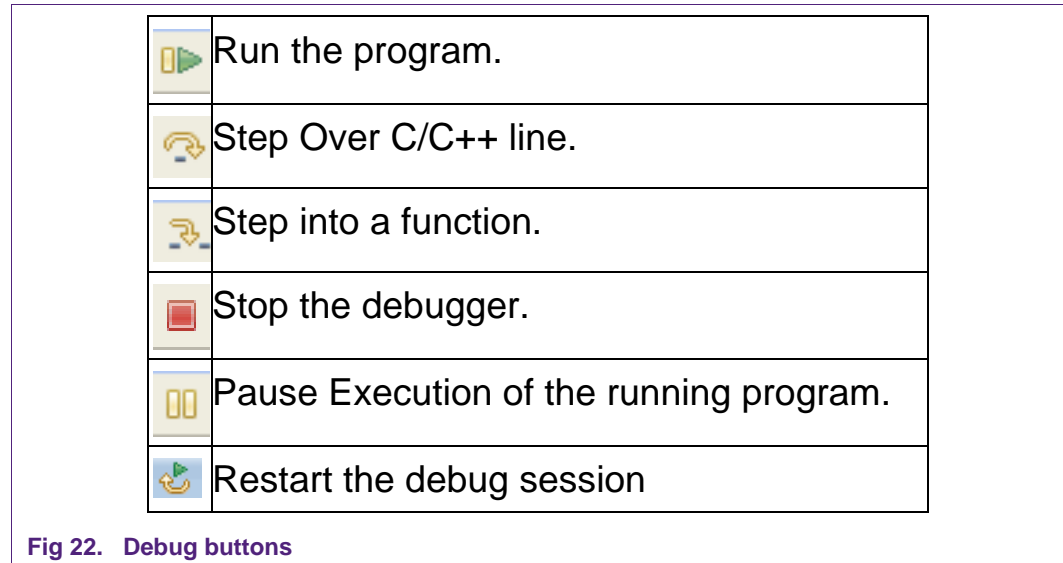 Run the program.
Step Over C/C++ line.
Step into a function.
Stop the debugger.
Pause Execution of the running program.
Restart the debug session
Fig 22. Debug buttons